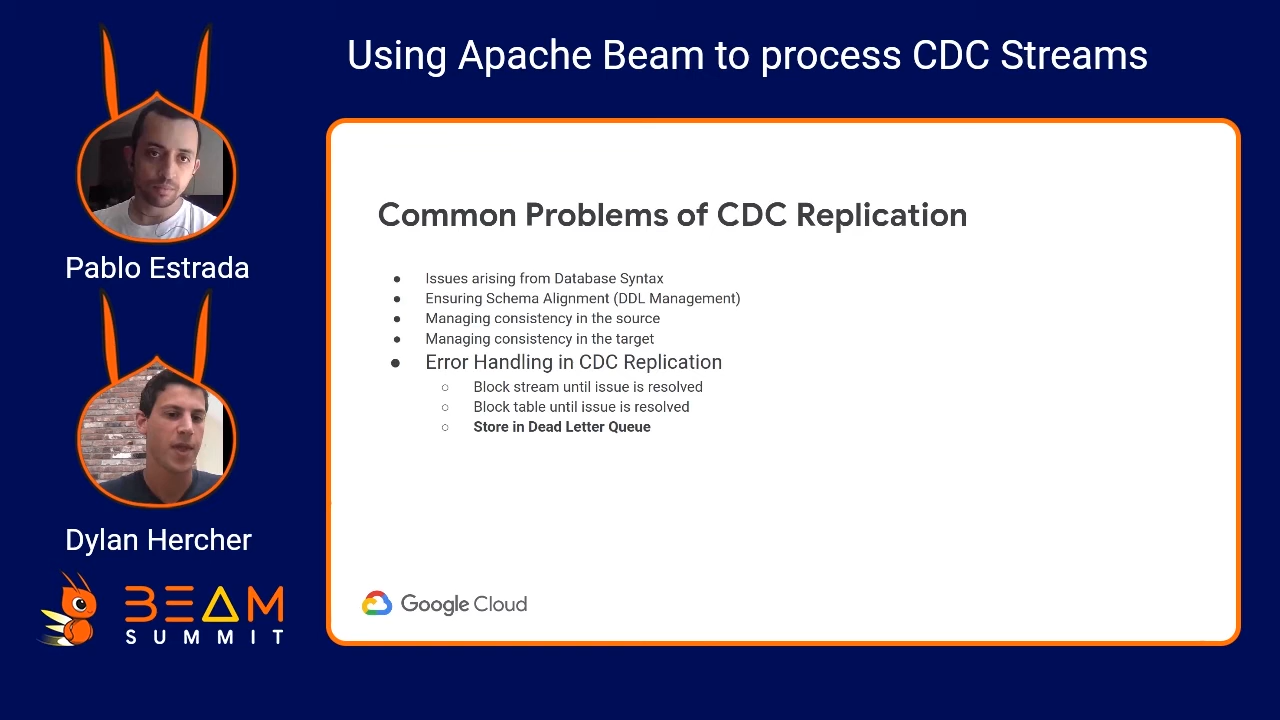 Using Apache Beam to process CDC Streams
Pablo Estrada
Dylan Hercher
BEAM
SUMMIT
Common Problems of CDC Replication
● Issues arising from Database Syntax
● Ensuring Schema Alignment (DDL Management)
● Managing consistency in the source
● Managing consistency in the target
● Error Handling in CDC Replication
○ Block stream until issue is resolved
○ Block table until issue is resolved
○ Store in Dead Letter Queue
Google Cloud